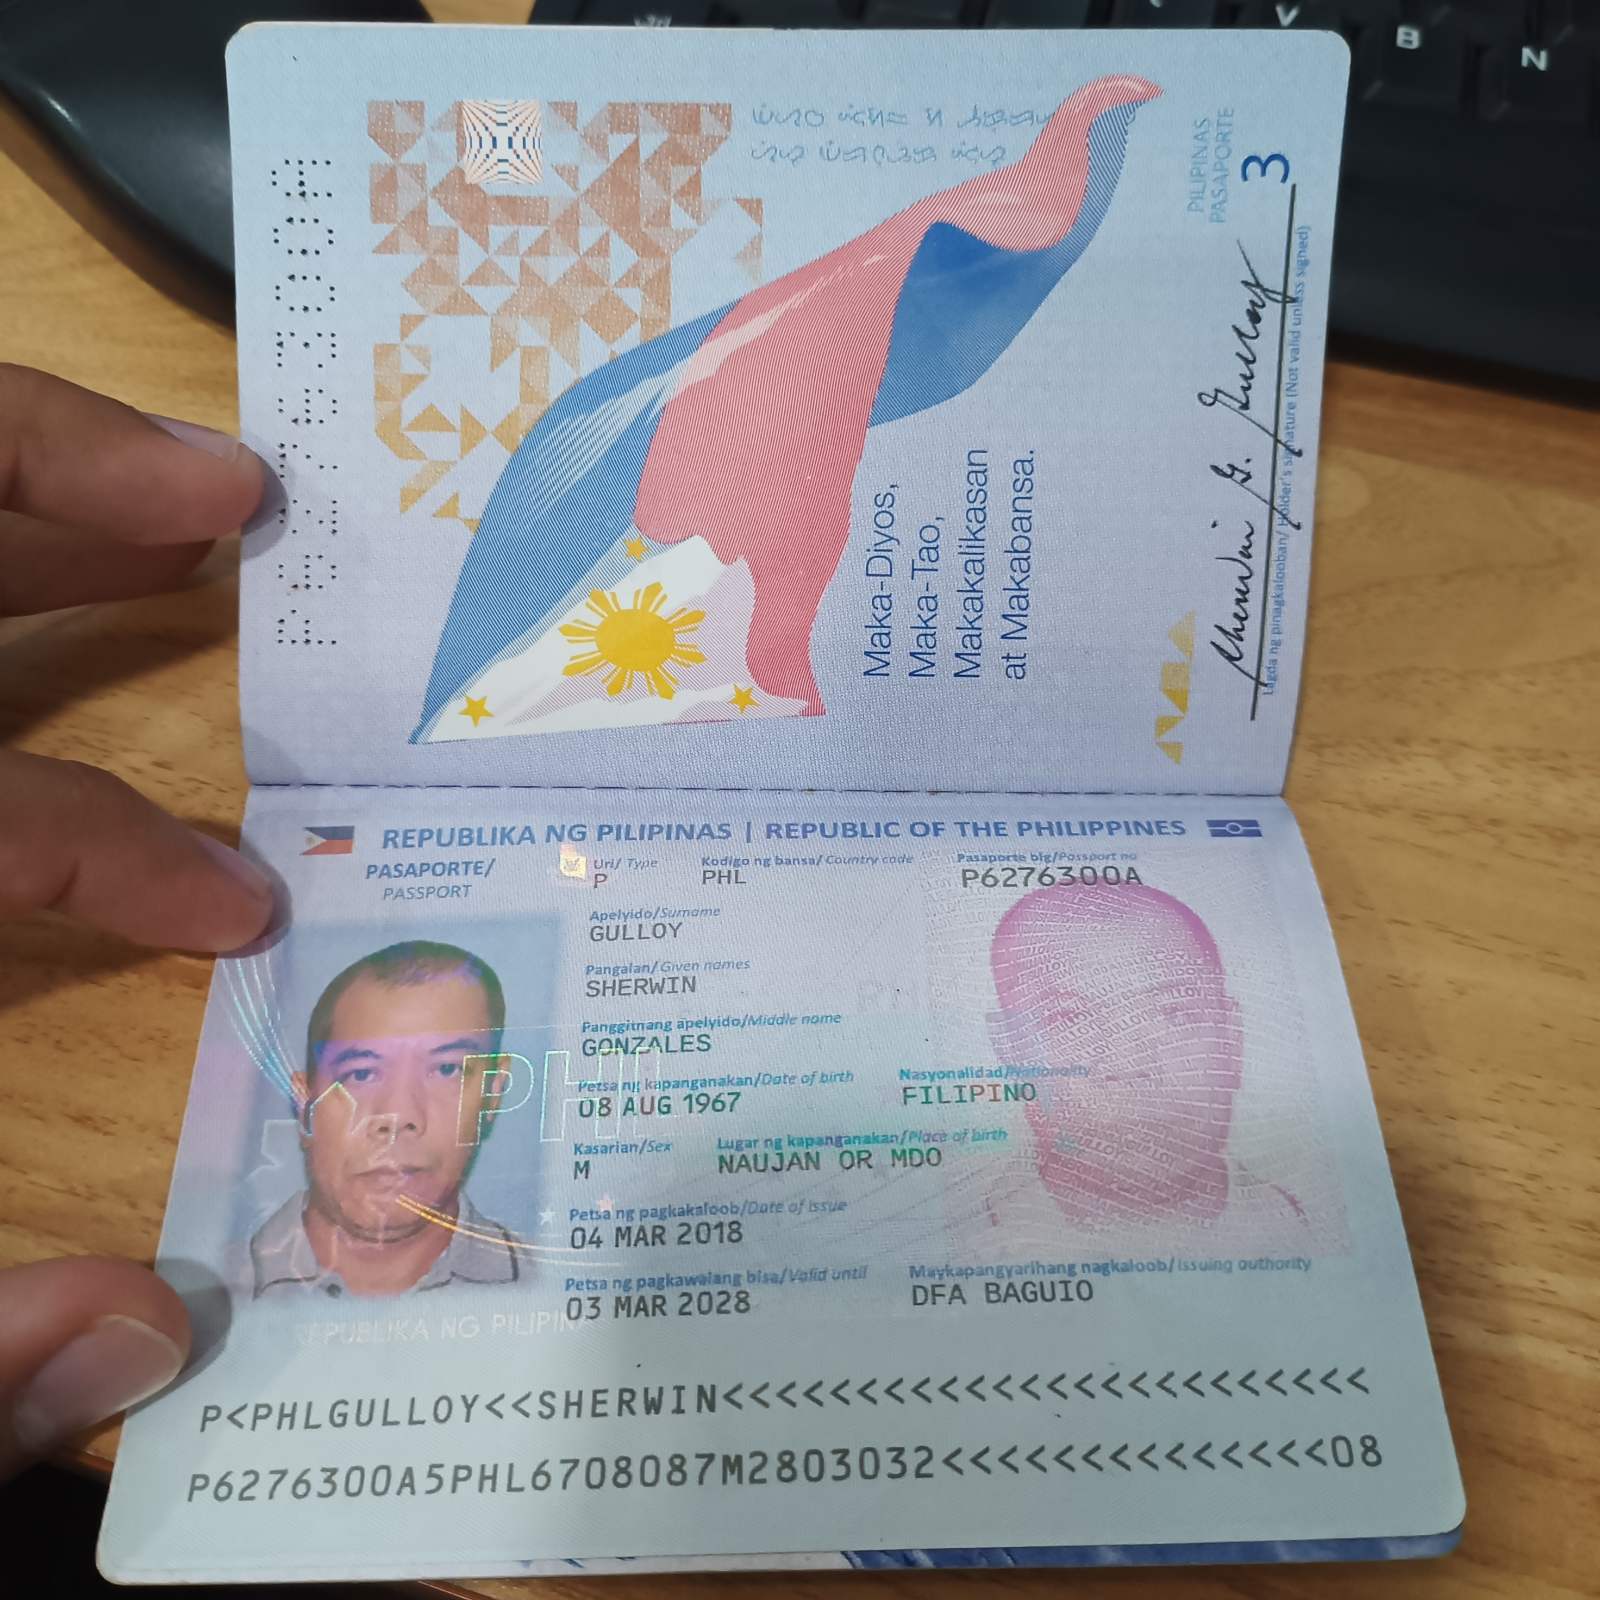 PILIPINAS
PASAPORTE
3
Maka-Diyos,
Maka-Tao,
Makakalikasan
at Makabansa.
Sherwin G. Gulloy
Lagda ng pinagkalooban/ Holder's signature (Not valid unless signed)
REPUBLIKA NG PILIPINAS | REPUBLIC OF THE PHILIPPINES
PASAPORTE/
PASSPORT
Uri/ Type
P
Kodigo ng bansa/ Country code
PHL
Pasaporte blg/Passport no
P6276300A
Apelyido/Surname
GULLOY
Pangalan/ Given names
SHERWIN
Panggitnang apelyido/Middle name
GONZALES
Petsa ng kapanganakan/Date of birth
08 AUG 1967
Nasyonalidad/Nationality
FILIPINO
Kasarian/Sex
M
Lugar ng kapanganakan/Place of birth
NAUJAN OR MDO
Petsa ng pagkakaloob/Date of issue
04 MAR 2018
Petsa ng pagkawalang bisa/Valid until
03 MAR 2028
Maykapangyarihang nagkaloob/ Issuing authority
DFA BAGUIO
P<PHLGULLOY<<SHERWIN<<<<<<<<<<<<<<<<<<<<<<<<
P6276300A5PHL6708087M2803032<<<<<<<<<<<<<<08